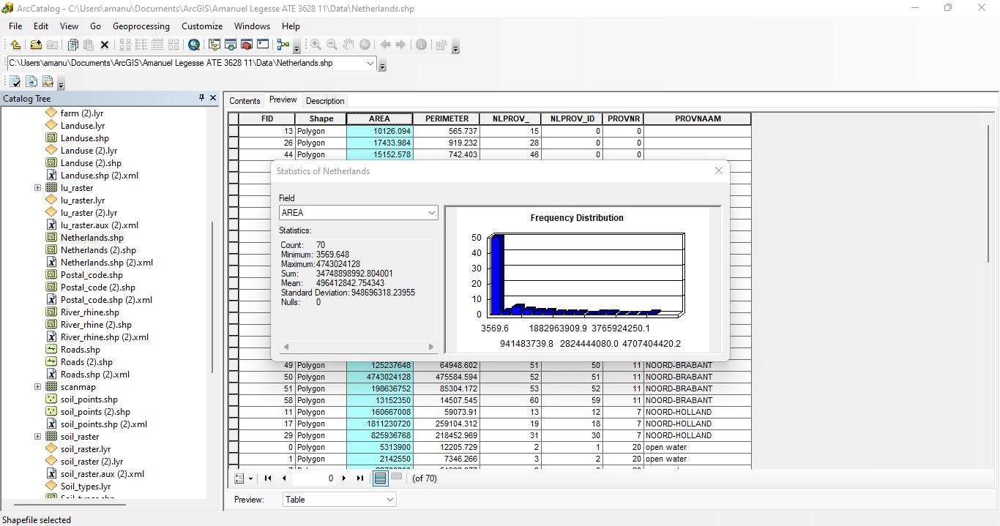 ArcCatalog - C:\Users\amanu\Documents\ArcGIS\Amanuel Legesse ATE 3628 11\Data\Netherlands.shp
File Edit View Go Geoprocessing Customize Windows Help
C:\Users\amanu\Documents\ArcGIS\Amanuel Legesse ATE 3628 11\Data\Netherlands.shp
Catalog Tree
farm (2).lyr
Landuse.lyr
Landuse.shp
Landuse (2).lyr
Landuse (2).shp
Landuse.shp (2).xml
lu_raster
lu_raster.lyr
lu_raster (2).lyr
lu_raster.aux (2).xml
Netherlands.shp
Netherlands (2).shp
Netherlands.shp (2).xml
Postal_code.shp
Postal_code (2).shp
Postal_code.shp (2).xml
River_rhine.shp
River_rhine (2).shp
River_rhine.shp (2).xml
Roads.shp
Roads (2).shp
Roads.shp (2).xml
scanmap
soil_points.shp
soil_points (2).shp
soil_points.shp (2).xml
soil_raster
soil_raster.lyr
soil_raster (2).lyr
soil_raster.aux (2).xml
Soil_types.lyr
Contents Preview Description
FID Shape AREA PERIMETER NLPROV_ NLPROV_ID PROVNR PROVNAAM
13 Polygon 10126.094 565.737 15 0 0
26 Polygon 17433.984 919.232 28 0 0
44 Polygon 15152.578 742.403 46 0 0
Statistics of Netherlands
Field
AREA
Statistics:
Count: 70
Minimum: 3569.648
Maximum: 4743024128
Sum: 34748898992.804001
Mean: 496412842.754343
Standard Deviation: 948696318.23955
Nulls: 0
Frequency Distribution
50
40
30
20
10
0
3569.6 1882963909.9 3765924250.1
941483739.8 2824444080.0 4707404420.2
49 Polygon 125237648 64948.602 51 50 11 NOORD-BRABANT
50 Polygon 4743024128 475584.594 52 51 11 NOORD-BRABANT
51 Polygon 198636752 85304.172 53 52 11 NOORD-BRABANT
58 Polygon 13152350 14507.545 60 59 11 NOORD-BRABANT
11 Polygon 160667008 59073.91 13 12 7 NOORD-HOLLAND
17 Polygon 1811230720 259104.312 19 18 7 NOORD-HOLLAND
29 Polygon 825936768 218452.969 31 30 7 NOORD-HOLLAND
0 Polygon 5313900 12205.729 2 1 20 open water
1 Polygon 2142550 7346.266 3 2 20 open water
0 (of 70)
Preview: Table
Shapefile selected